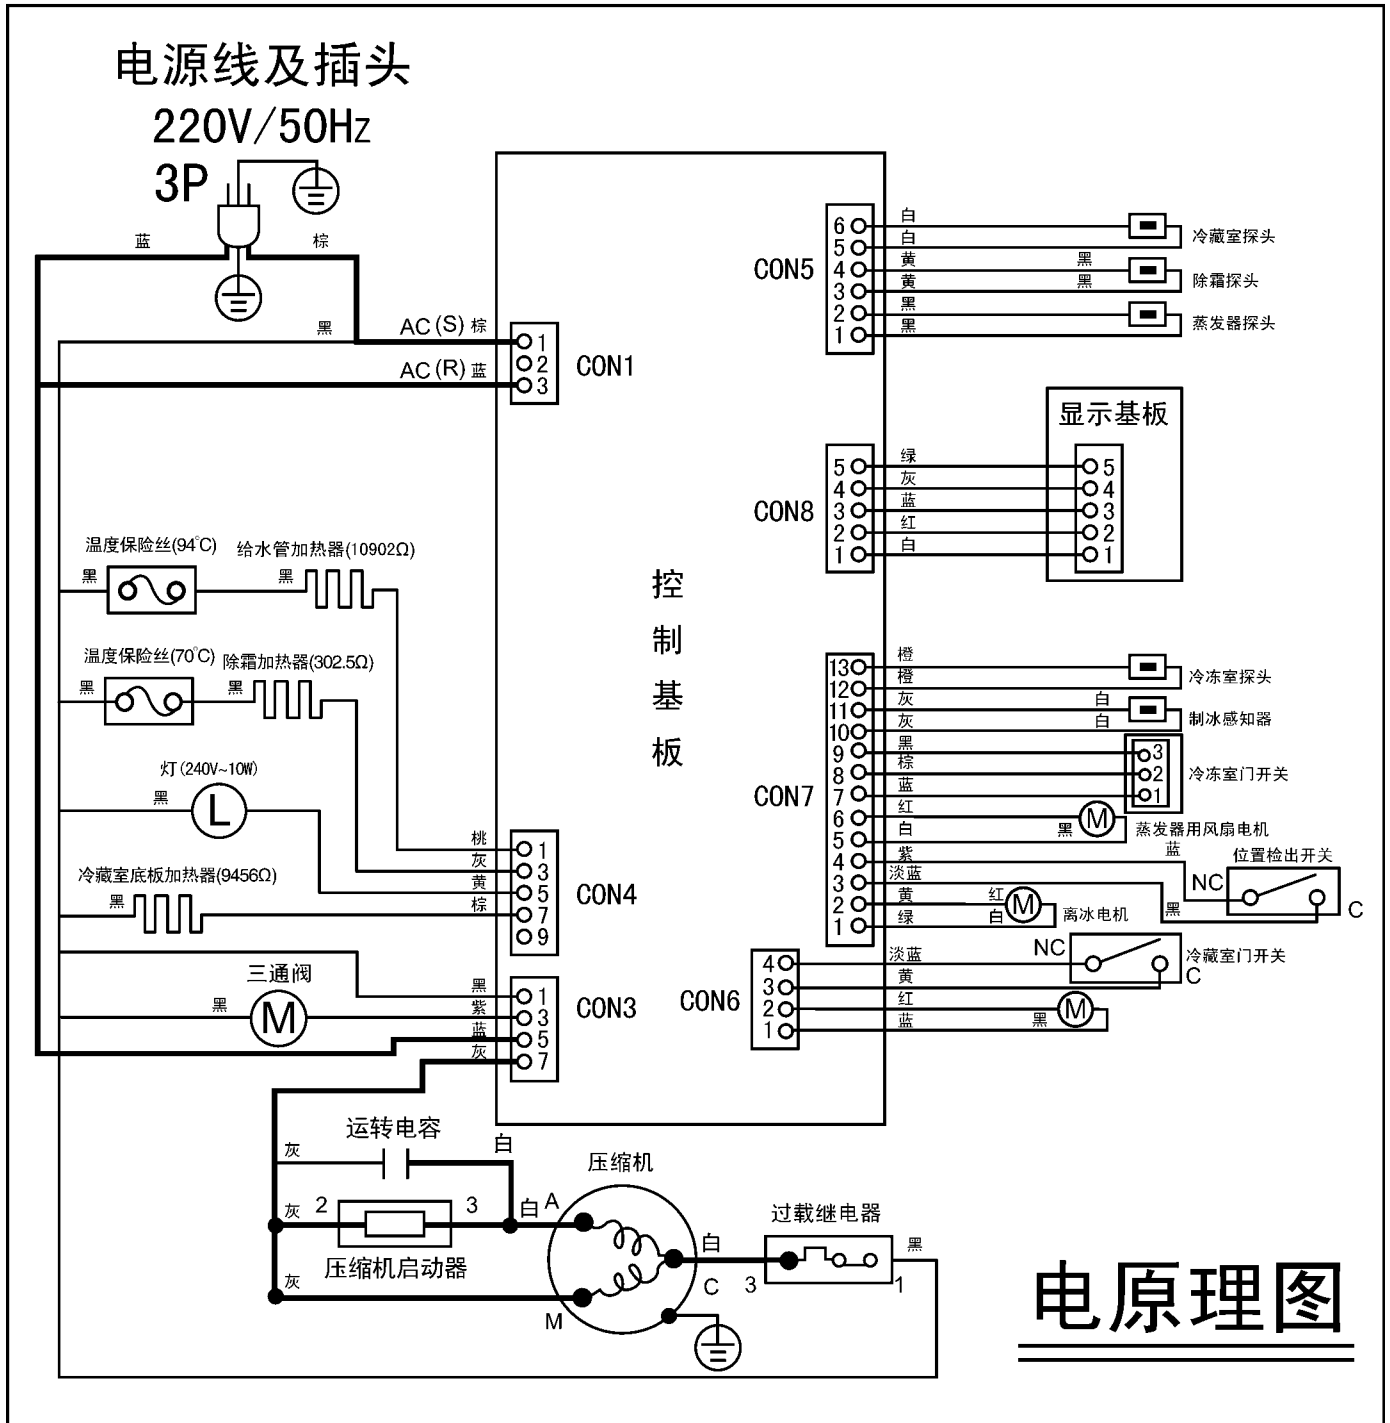 电源线及插头
220V/50Hz
3P
蓝
棕
黑
AC(S) 棕
AC(R) 蓝
1
2
3
CON1
温度保险丝(94℃)
给水管加热器(10902Ω)
黑
黑
温度保险丝(70℃)
除霜加热器(302.5Ω)
黑
黑
灯(240V~10W)
黑
L
冷藏室底板加热器(9456Ω)
黑
桃
灰
黄
棕
1
3
5
7
9
CON4
三通阀
黑
M
黑
紫
蓝
灰
1
3
5
7
CON3
控
制
基
板
CON5
6
5
4
3
2
1
白
白
黄
黄
黑
黑
黑
黑
冷藏室探头
除霜探头
蒸发器探头
显示基板
CON8
5
4
3
2
1
绿
灰
蓝
红
白
5
4
3
2
1
CON7
13
12
11
10
9
8
7
6
5
4
3
2
1
橙
橙
灰
灰
黑
棕
蓝
红
白
紫
淡蓝
黄
绿
冷冻室探头
白
白
制冰感知器
3
2
1
冷冻室门开关
黑
M
蒸发器用风扇电机
蓝
位置检出开关
NC
C
黑
红
白
M
离冰电机
CON6
4
3
2
1
淡蓝
黄
红
蓝
NC
冷藏室门开关
C
黑
M
运转电容
灰
白
灰
2
3
白
A
压缩机启动器
灰
M
压缩机
白
C
过载继电器
3
1
黑
电原理图